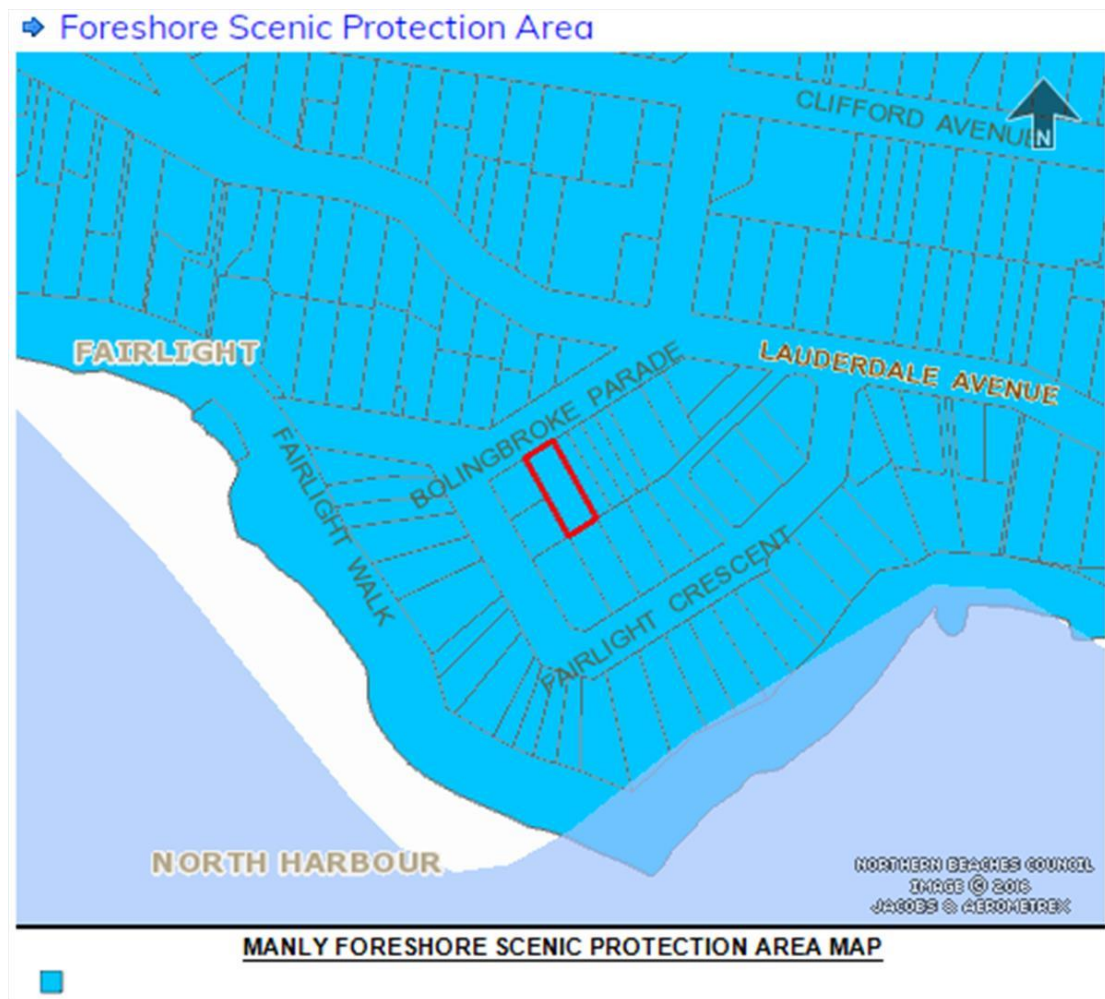 Foreshore Scenic Protection Area
CLIFFORD AVENUE
N
FAIRLIGHT
LAUDERDALE AVENUE
BOLINGBROKE PARADE
FAIRLIGHT WALK
FAIRLIGHT CRESCENT
NORTH HARBOUR
NORTHERN BEACHES COUNCIL
IMAGE © 2016
JACOBS & AEROMETREX
MANLY FORESHORE SCENIC PROTECTION AREA MAP